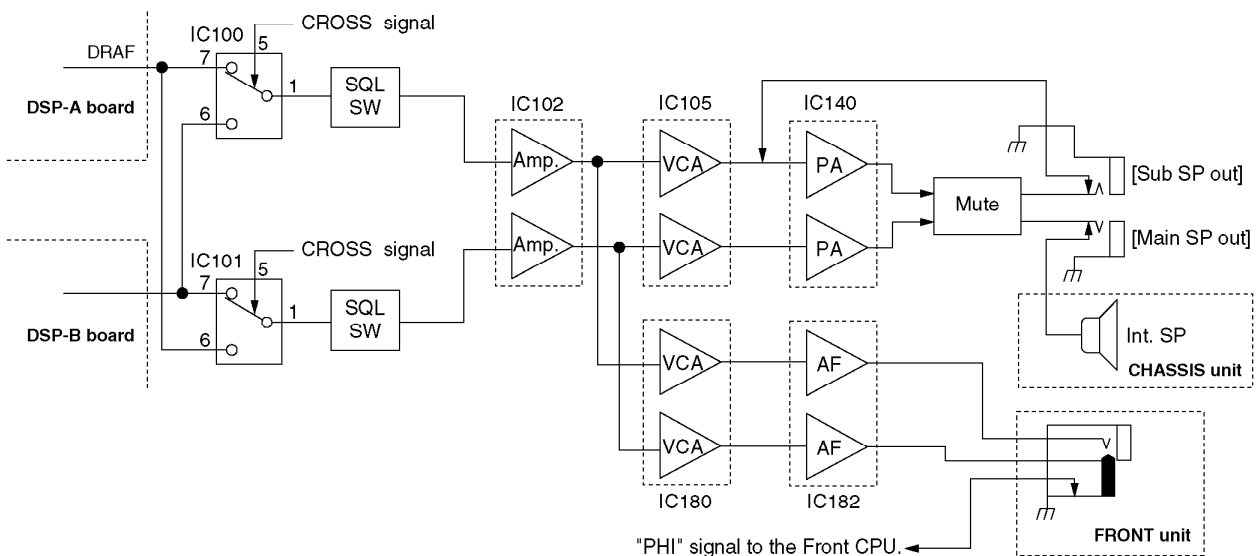 CROSS signal
IC100
5
DRAF
7
1
SQL
SW
DSP-A board
6
IC102
IC105
IC140
Amp.
VCA
PA
Mute
[Sub SP out]
Amp.
VCA
PA
[Main SP out]
CROSS signal
IC101
5
7
1
SQL
SW
DSP-B board
6
Int. SP
CHASSIS unit
VCA
AF
VCA
AF
IC180
IC182
FRONT unit
"PHI" signal to the Front CPU.